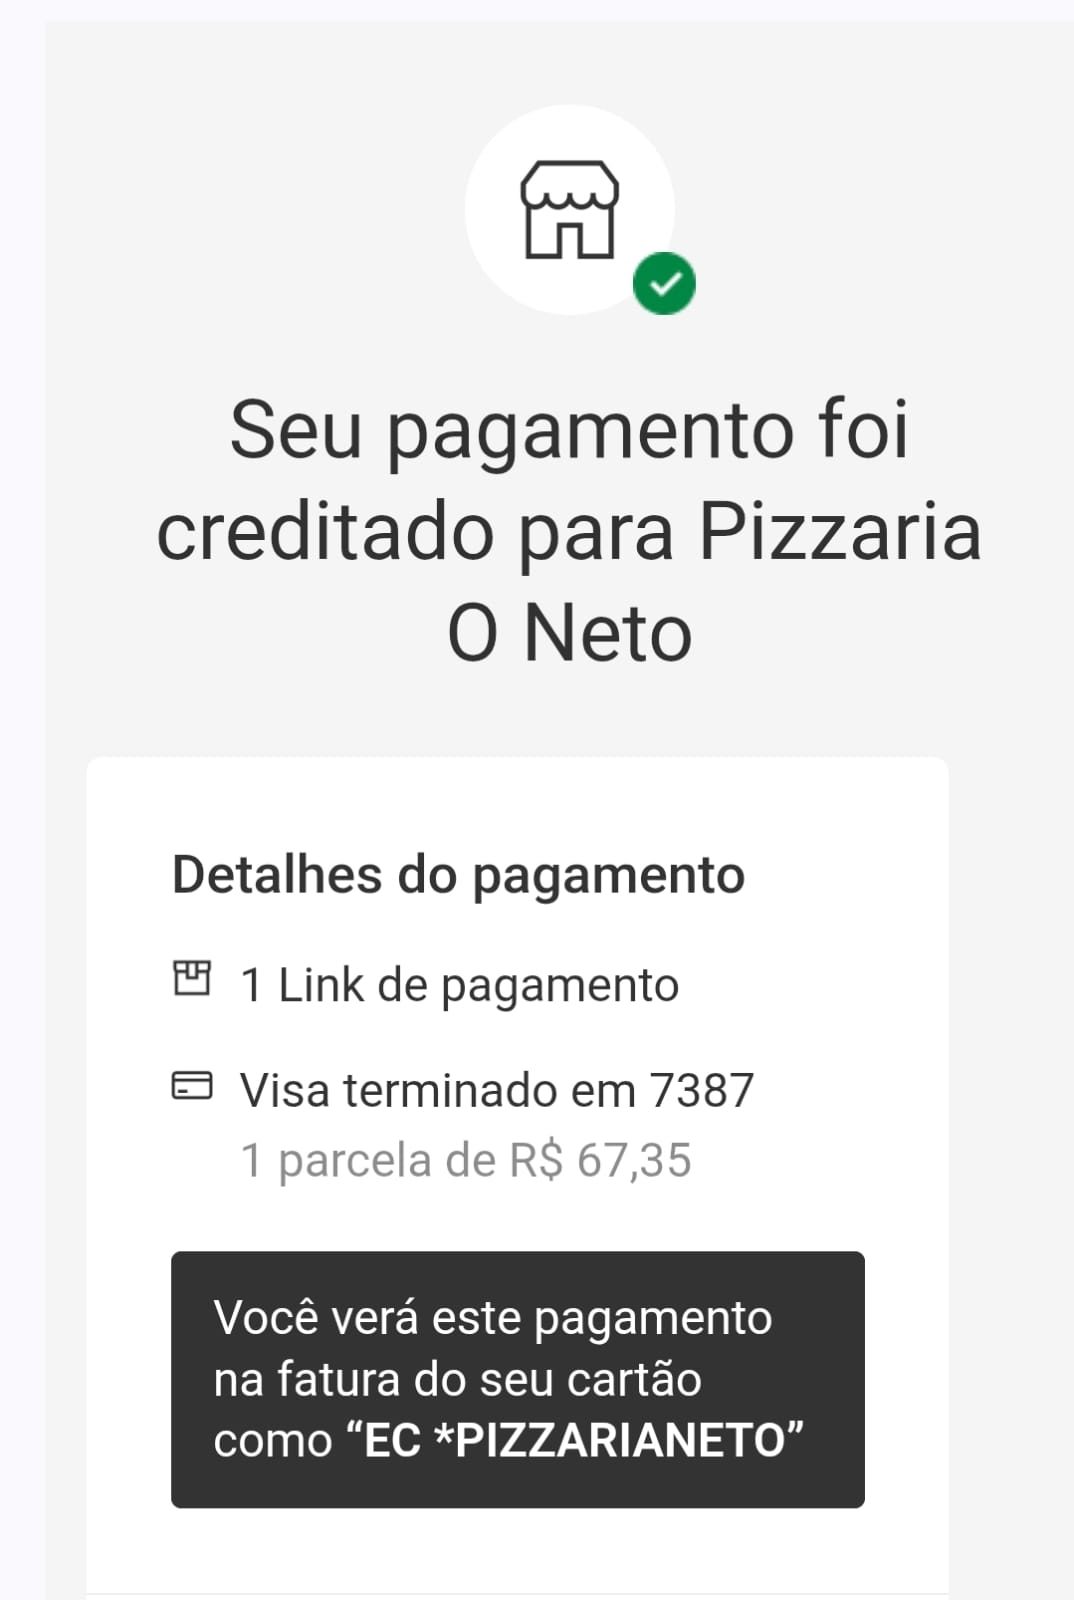 Seu pagamento foi
creditado para Pizzaria
O Neto
Detalhes do pagamento
1 Link de pagamento
Visa terminado em 7387
1 parcela de R$ 67,35
Você verá este pagamento
na fatura do seu cartão
como “EC *PIZZARIANETO”